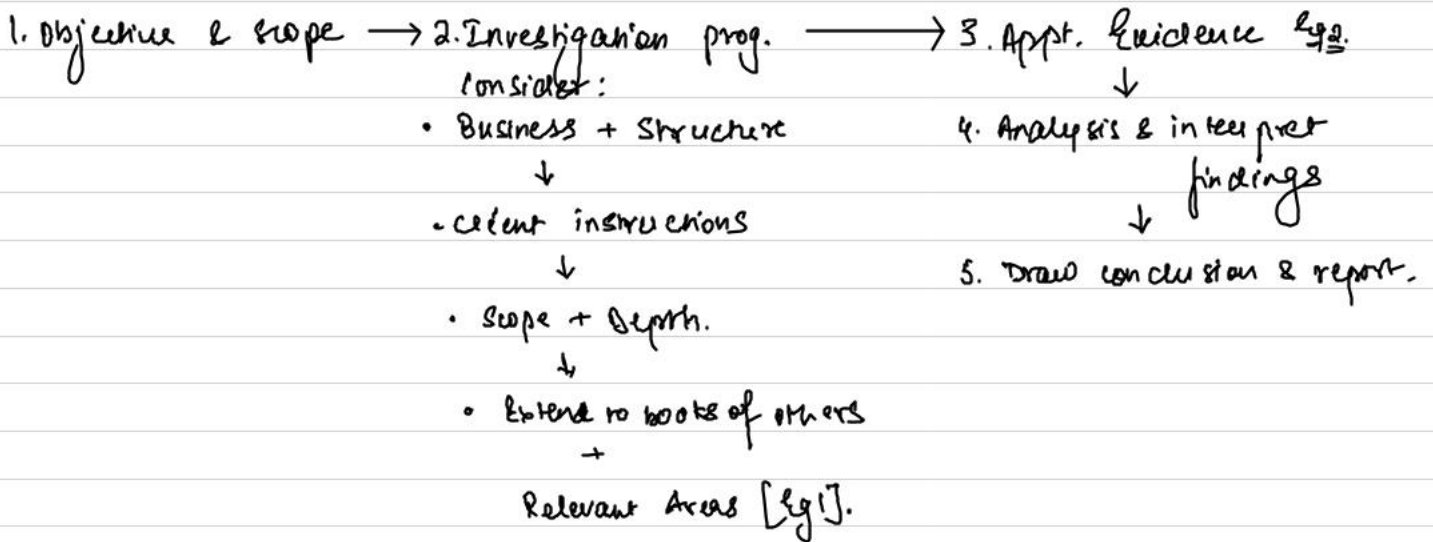 1. Objective & scope → 2. Investigation prog. → 3. Appt. Evidence Eg2.
Consider:
↓
• Business + Structure
4. Analysis & interpret
↓
findings
• client instructions
↓
↓
5. Draw conclusion & report.
• Scope + Depth.
↓
• Extend to books of others
+
Relevant Areas [Eg1].